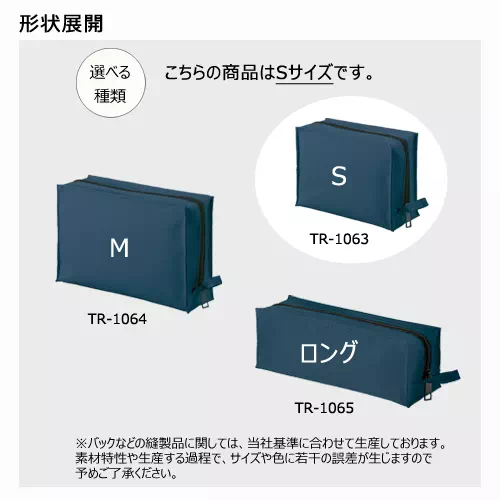 形状展開
選べる
種類
こちらの商品はSサイズです。
S
TR-1063
M
TR-1064
ロング
TR-1065
※バックなどの縫製品に関しては、当社基準に合わせて生産しております。
素材特性や生産する過程で、サイズや色に若干の誤差が生じますので
予めご了承ください。